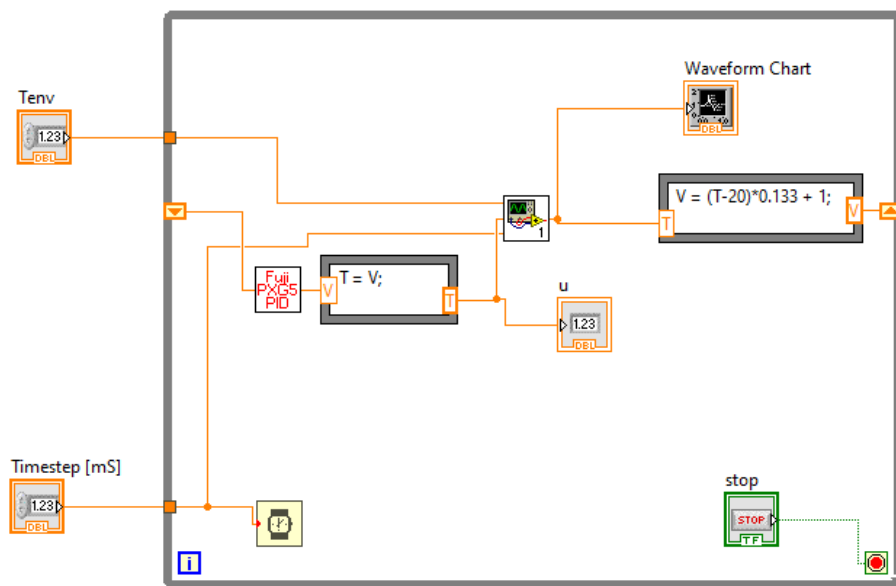 Waveform Chart
DBL
Tenv
1.23
DBL
V = (T-20)*0.133 + 1;
T
V
1
Fuji
PXG5
PID
V
T = V;
T
u
1.23
DBL
Timestep [mS]
1.23
DBL
stop
STOP
TF
i